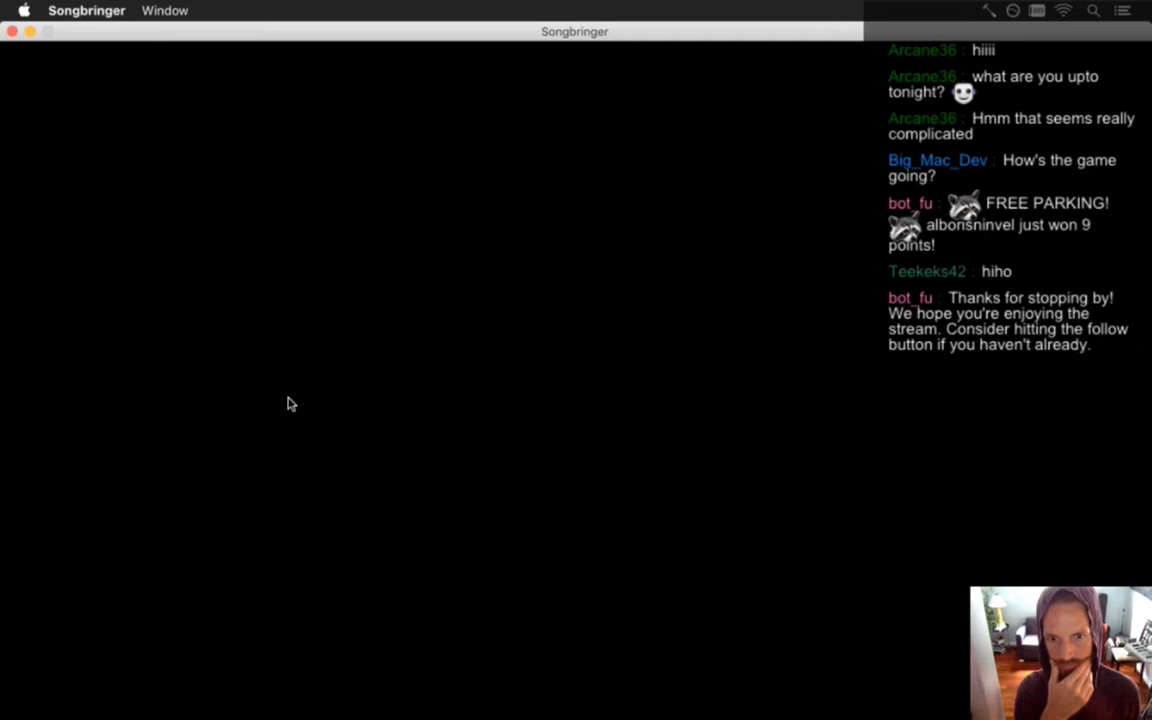 Songbringer Window
Songbringer
Arcane36 : hiiii
Arcane36 : what are you upto
tonight?
Arcane36 : Hmm that seems really
complicated
Big_Mac_Dev : How's the game
going?
bot_fu : FREE PARKING!
alborisninvel just won 9
points!
Teekeks42 : hiho
bot_fu : Thanks for stopping by!
We hope you're enjoying the
stream. Consider hitting the follow
button if you haven't already.